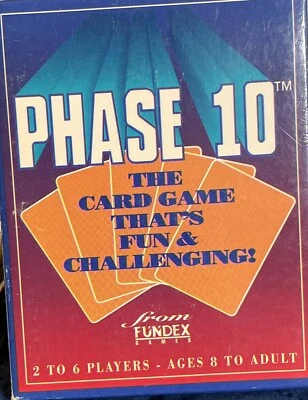 PHASE 10™
THE
CARD GAME
THAT'S
FUN &
CHALLENGING!
from
FUNDEX
GAMES
2 TO 6 PLAYERS - AGES 8 TO ADULT